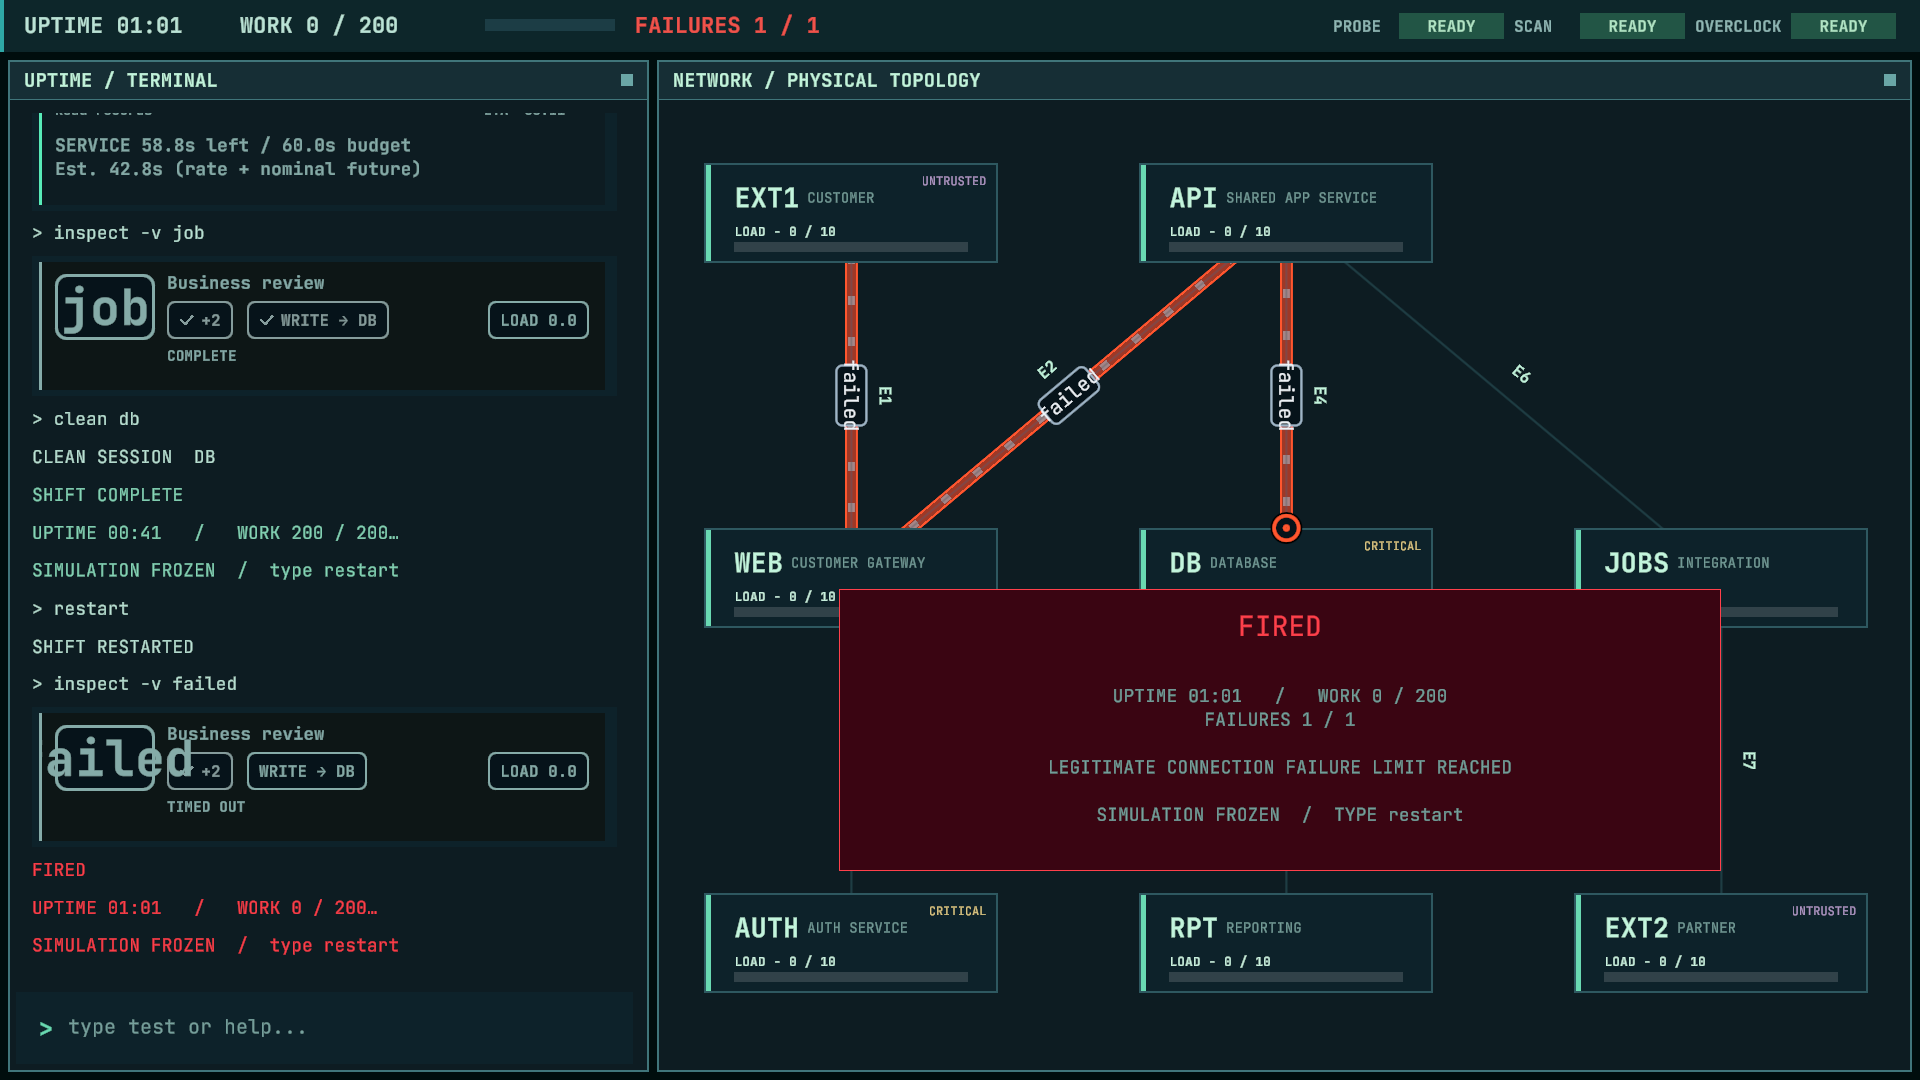 UPTIME 01:01 WORK 0 / 200 FAILURES 1 / 1 PROBE READY SCAN READY OVERCLOCK READY
UPTIME / TERMINAL
SERVICE 58.8s left / 60.0s budget
Est. 42.8s (rate + nominal future)
> inspect -v job
job Business review
✓ +2 ✓ WRITE → DB LOAD 0.0
COMPLETE
> clean db
CLEAN SESSION DB
SHIFT COMPLETE
UPTIME 00:41 / WORK 200 / 200…
SIMULATION FROZEN / type restart
> restart
SHIFT RESTARTED
> inspect -v failed
ailed Business review
+2 WRITE → DB LOAD 0.0
TIMED OUT
FIRED
UPTIME 01:01 / WORK 0 / 200…
SIMULATION FROZEN / type restart
> type test or help...
NETWORK / PHYSICAL TOPOLOGY
EXT1 CUSTOMER UNTRUSTED
LOAD - 0 / 10
API SHARED APP SERVICE
LOAD - 0 / 10
failed E1
E2 failed
failed E4
E6
WEB CUSTOMER GATEWAY
LOAD - 0 / 10
DB DATABASE CRITICAL
JOBS INTEGRATION
FIRED
UPTIME 01:01 / WORK 0 / 200
FAILURES 1 / 1
LEGITIMATE CONNECTION FAILURE LIMIT REACHED
SIMULATION FROZEN / TYPE restart
E7
AUTH AUTH SERVICE CRITICAL
LOAD - 0 / 10
RPT REPORTING
LOAD - 0 / 10
EXT2 PARTNER UNTRUSTED
LOAD - 0 / 10